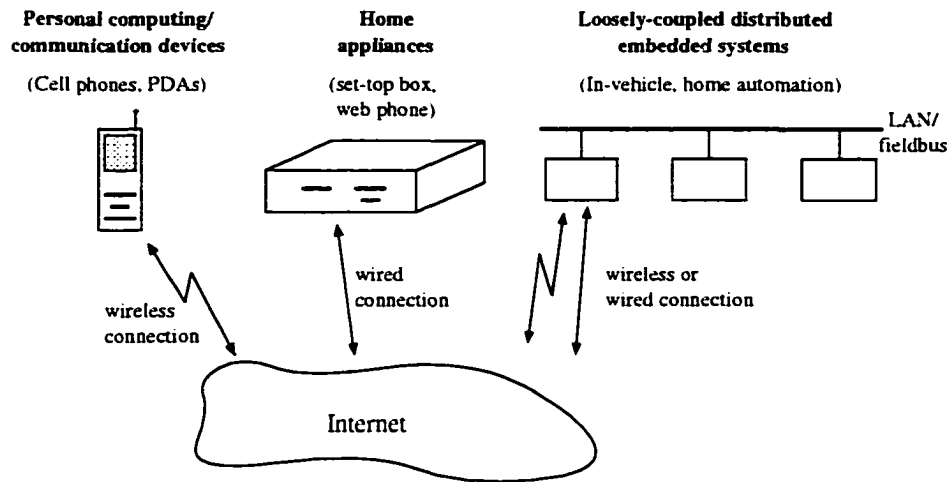 Personal computing/
communication devices
(Cell phones, PDAs)
Home
appliances
(set-top box,
web phone)
Loosely-coupled distributed
embedded systems
(In-vehicle, home automation)
LAN/
fieldbus
wireless
connection
wired
connection
wireless or
wired connection
Internet